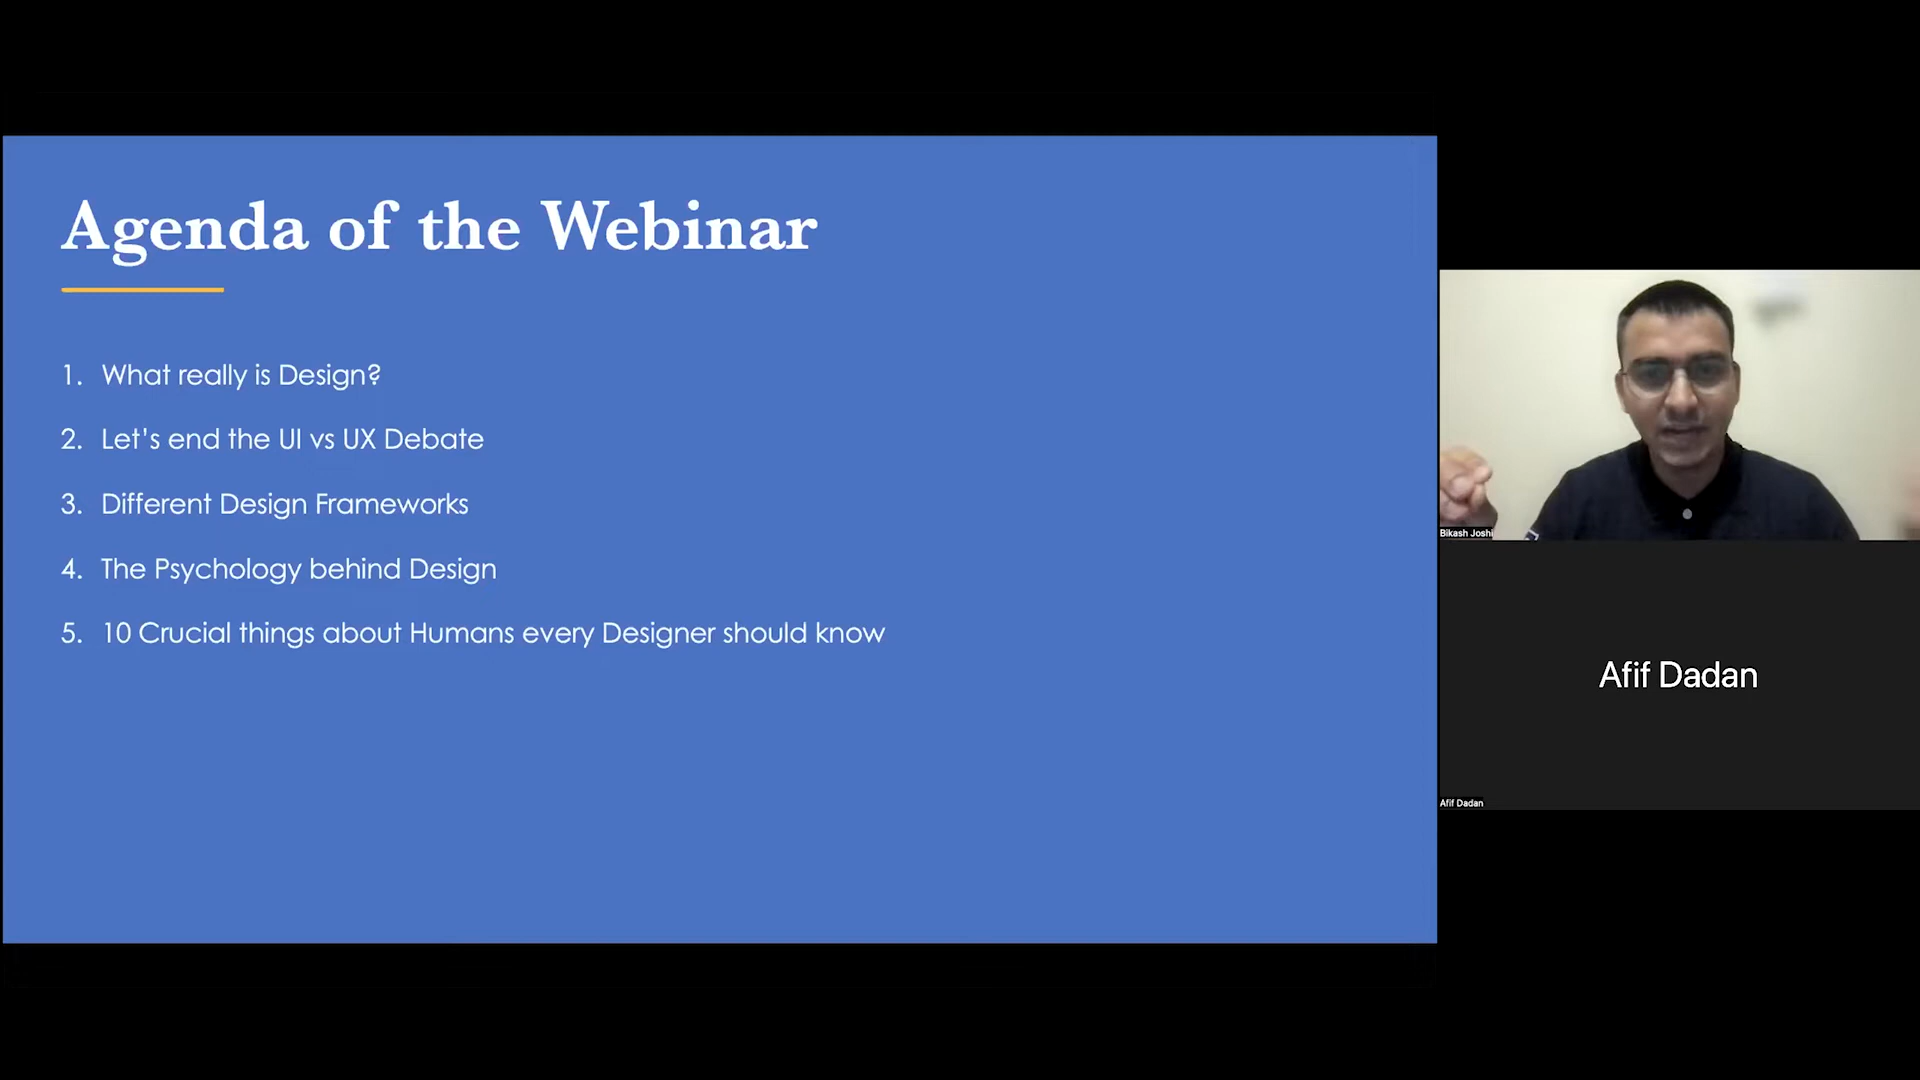 Agenda of the Webinar
1. What really is Design?
2. Let's end the UI vs UX Debate
3. Different Design Frameworks
4. The Psychology behind Design
5. 10 Crucial things about Humans every Designer should know
Bikash Joshi
Afif Dadan
Afif Dadan